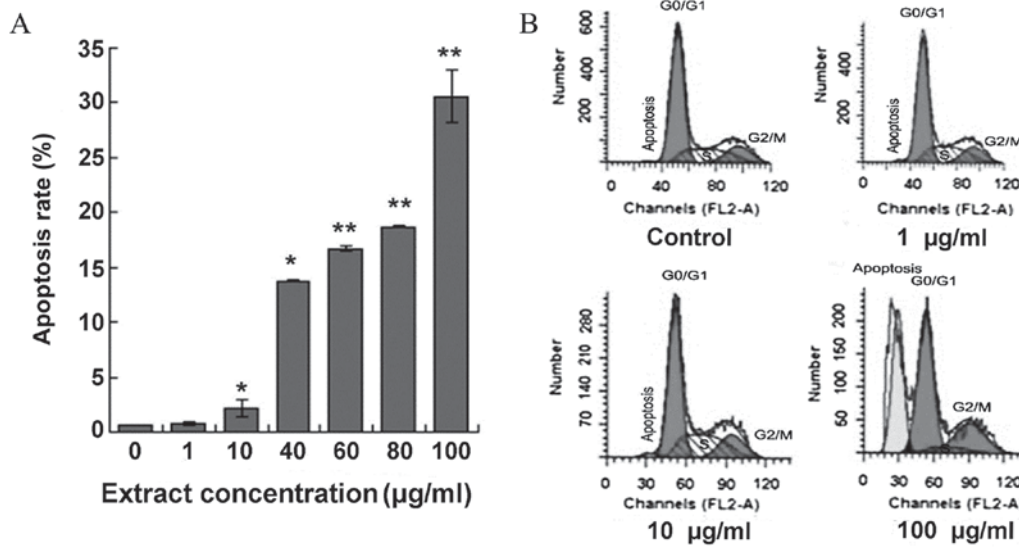 A
Apoptosis rate (%)
35
30
25
20
15
10
5
0
* * ** ** **
0 1 10 40 60 80 100
Extract concentration (µg/ml)
B
G0/G1
Number
600
400
200
Apoptosis
S
G2/M
0 40 80 120
Channels (FL2-A)
Control
G0/G1
Number
400
200
Apoptosis
S
G2/M
0 40 80 120
Channels (FL2-A)
1 µg/ml
G0/G1
Number
280
210
140
70
Apoptosis
S
G2/M
0 30 60 90 120
Channels (FL2-A)
10 µg/ml
Apoptosis
G0/G1
Number
200
150
100
50
G2/M
S
0 30 60 90 120
Channels (FL2-A)
100 µg/ml